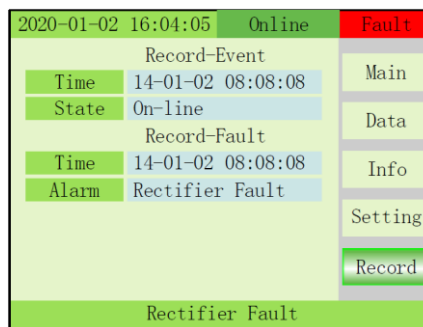 2020-01-02 16:04:05 Online Fault
Record-Event
Time 14-01-02 08:08:08
State On-line
Record-Fault
Time 14-01-02 08:08:08
Alarm Rectifier Fault
Main
Data
Info
Setting
Record
Rectifier Fault